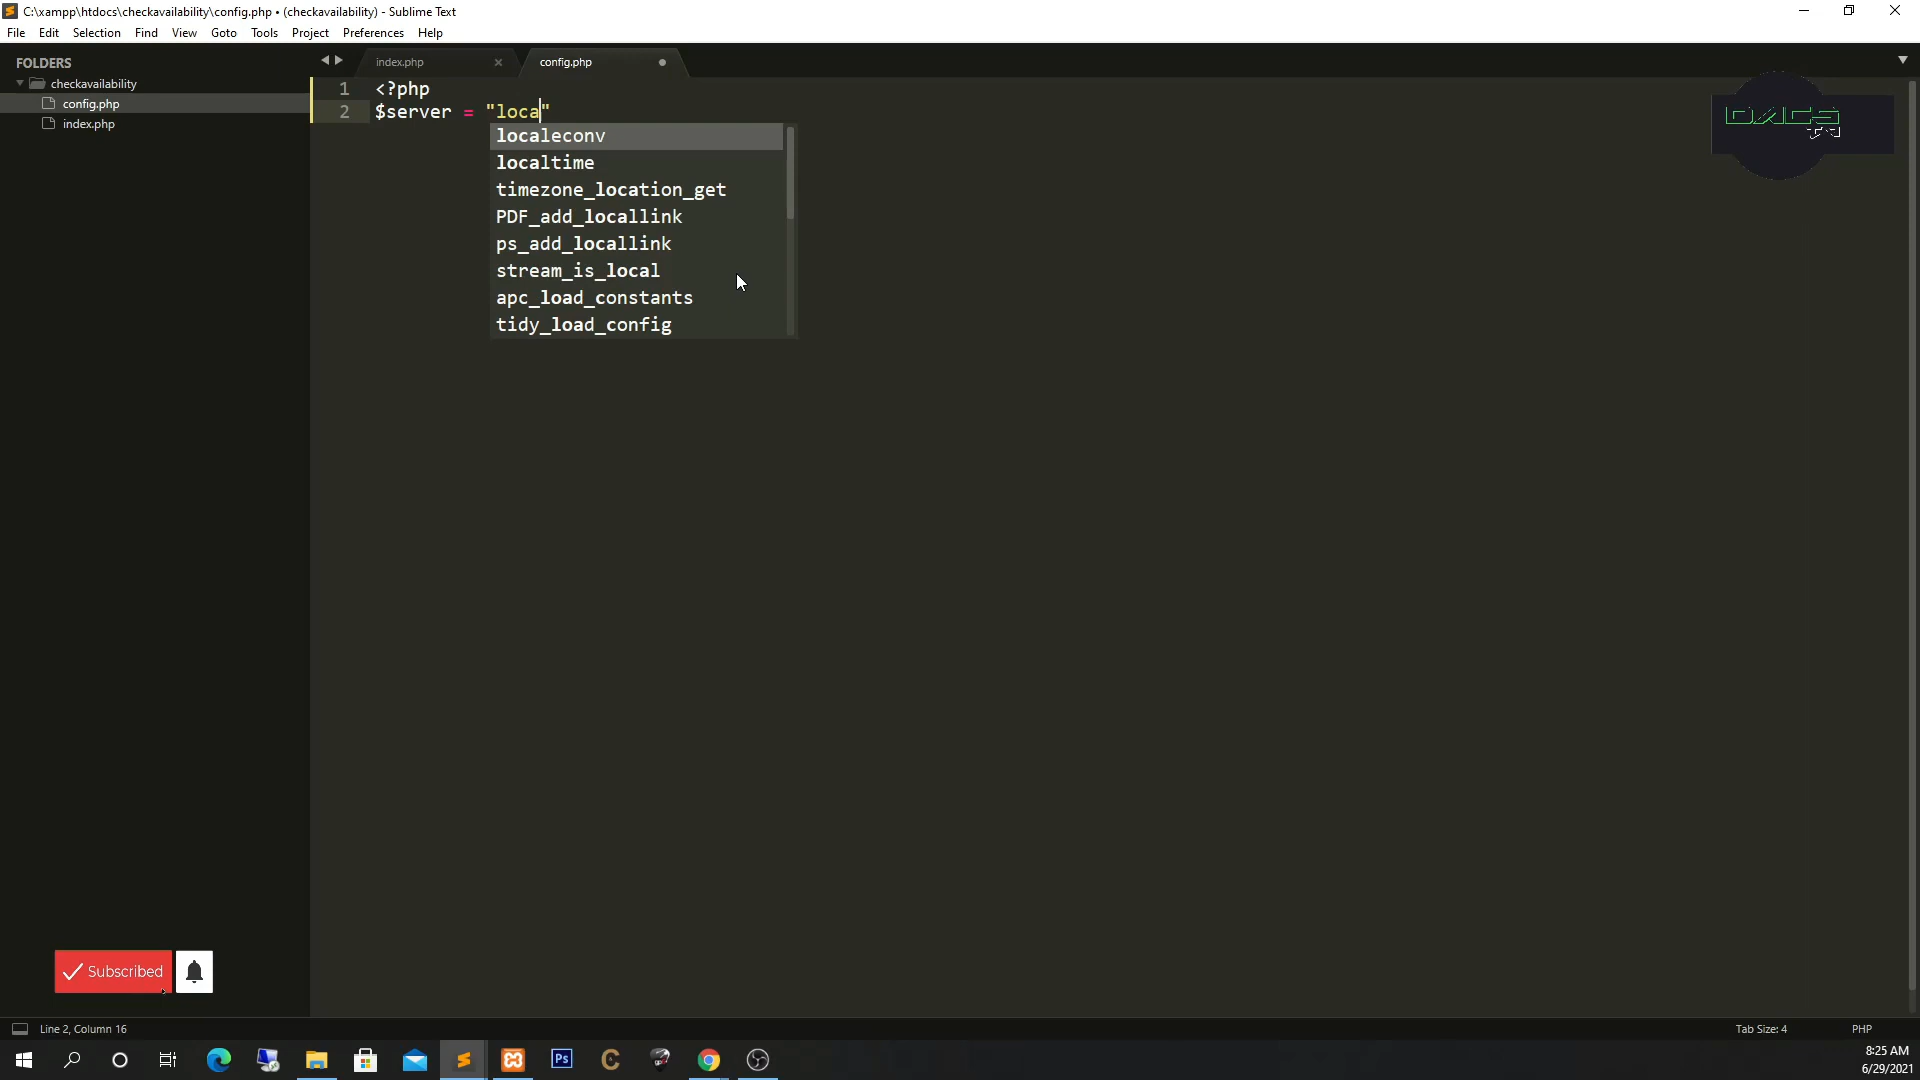 C:\xampp\htdocs\checkavailability\config.php • (checkavailability) - Sublime Text
File Edit Selection Find View Goto Tools Project Preferences Help
FOLDERS
checkavailability
config.php
index.php
index.php
config.php
1 <?php
2 $server = "loca"
localeconv
localtime
timezone_location_get
PDF_add_locallink
ps_add_locallink
stream_is_local
apc_load_constants
tidy_load_config
Subscribed
Line 2, Column 16
Tab Size: 4
PHP
Ps
8:25 AM
6/29/2021